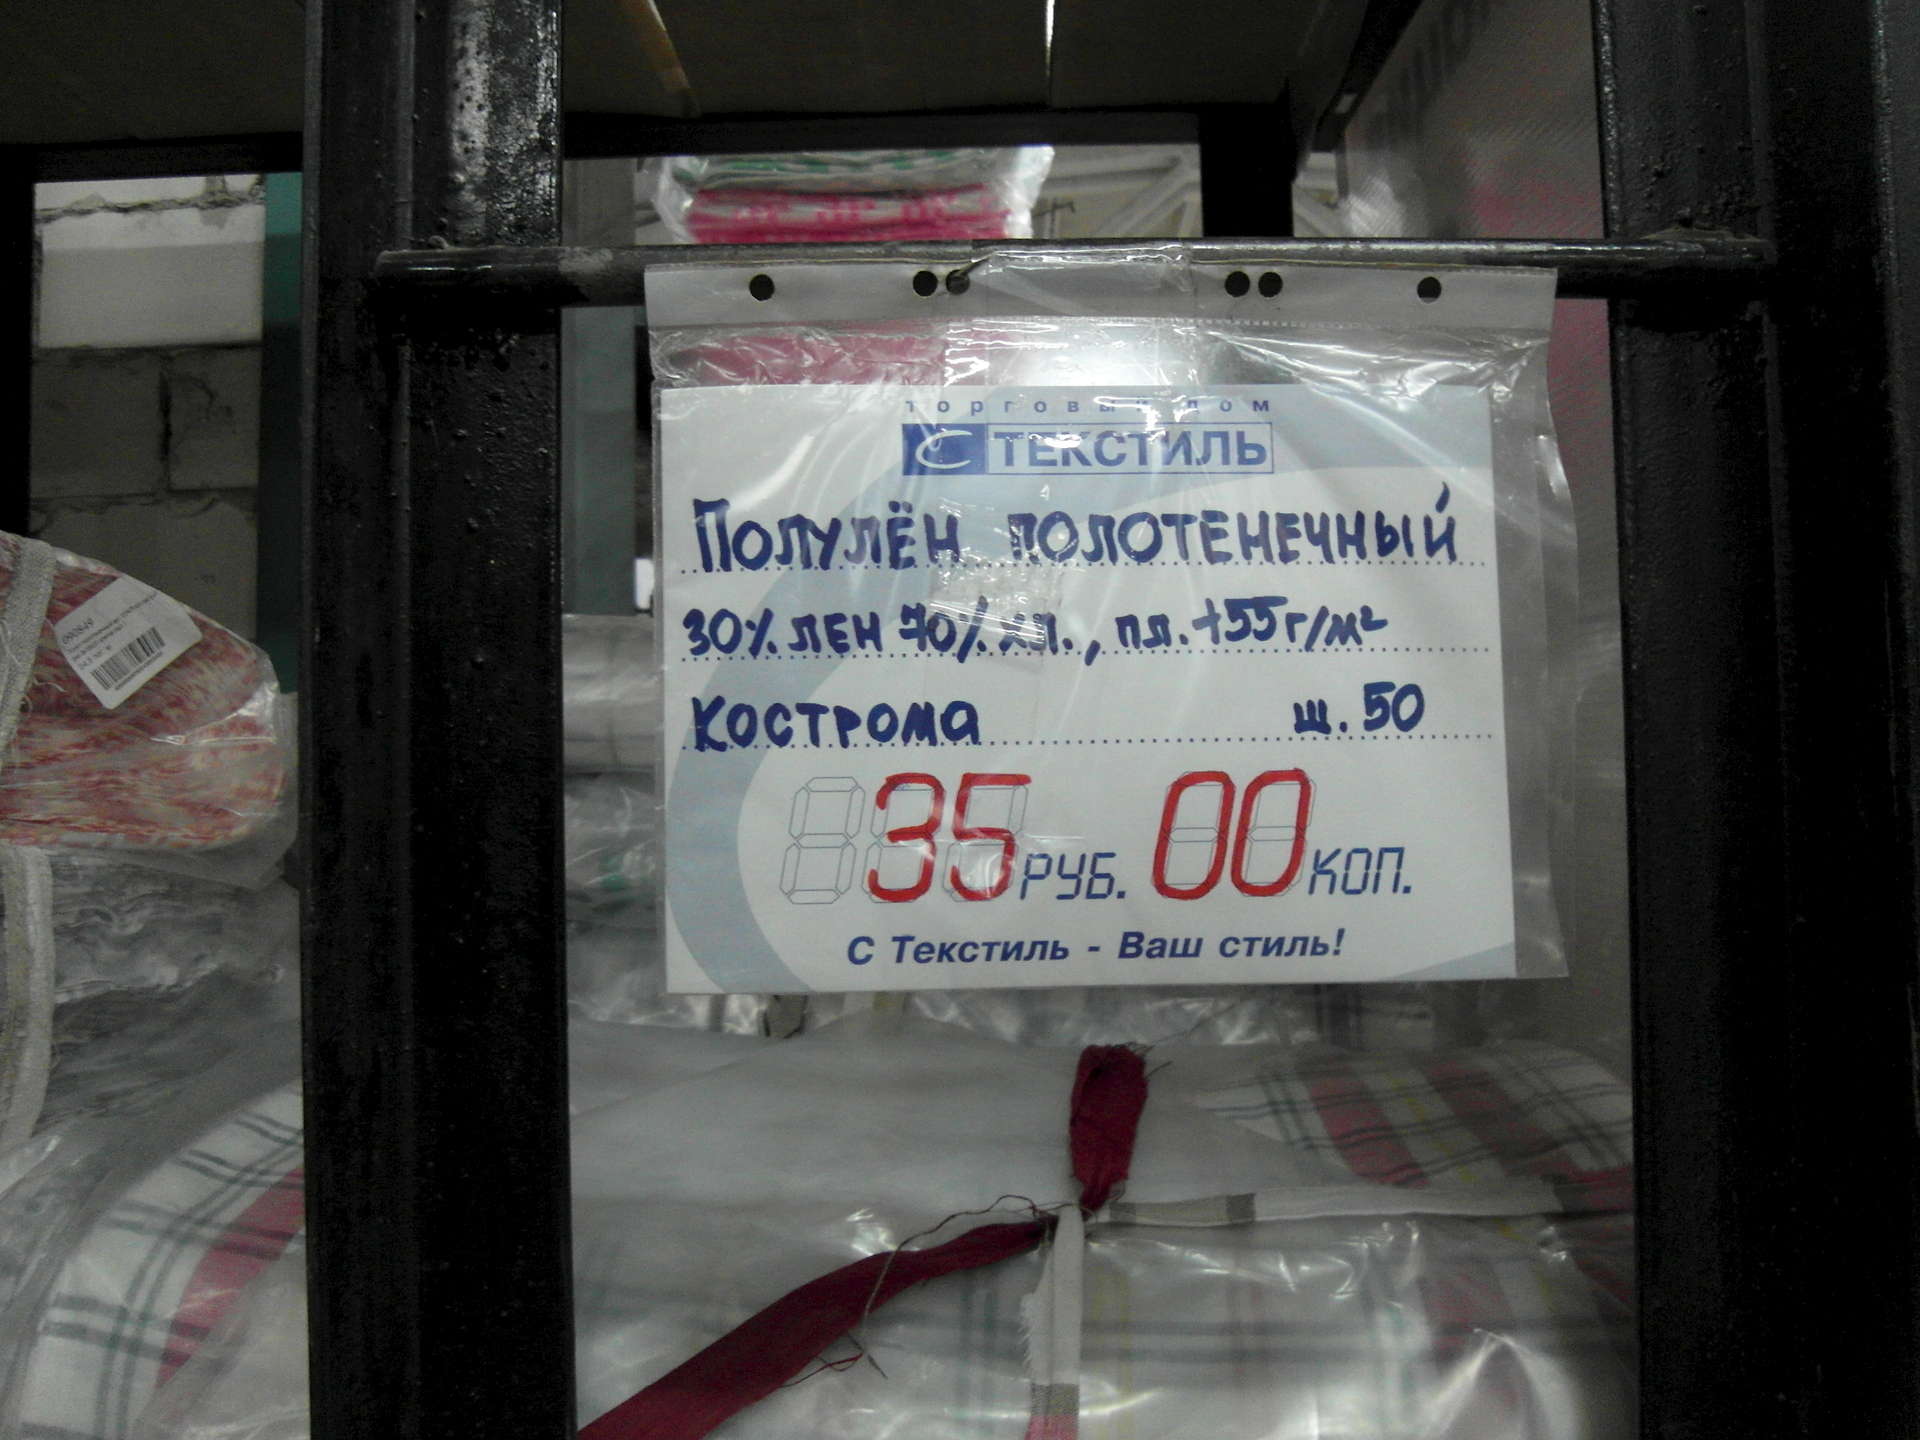 торговый дом
С ТЕКСТИЛЬ
Полулён полотенечный
30% лен 70% хл., пл. 155г/м²
Кострома ш. 50
35 РУБ. 00 КОП.
С Текстиль - Ваш стиль!
090849